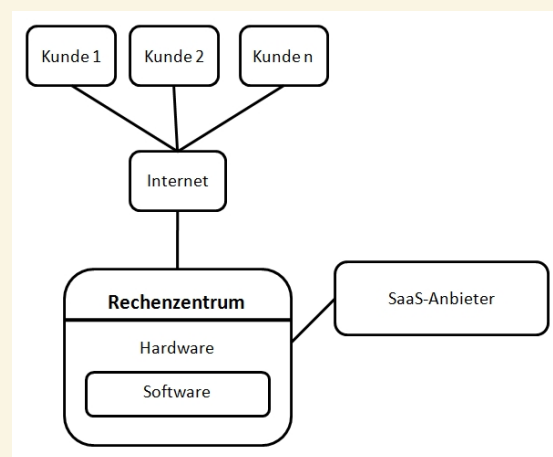 Kunde 1
Kunde 2
Kunde n
Internet
Rechenzentrum
SaaS-Anbieter
Hardware
Software